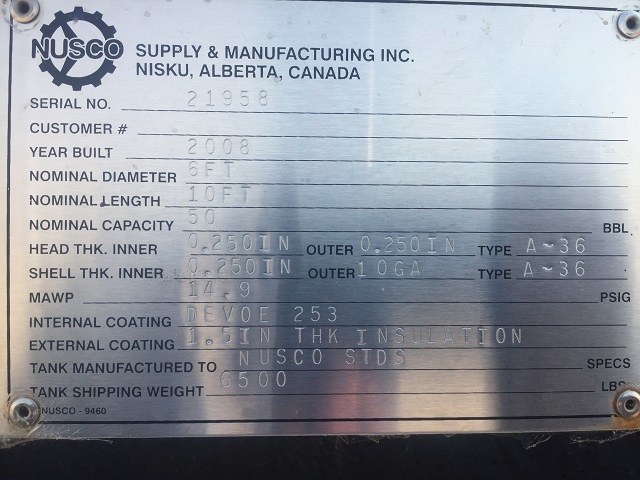 NUSCO
SUPPLY & MANUFACTURING INC.
NISKU, ALBERTA, CANADA
SERIAL NO. 21958
CUSTOMER #
YEAR BUILT 2008
NOMINAL DIAMETER 6FT
NOMINAL LENGTH 10FT
NOMINAL CAPACITY 50 BBL
HEAD THK. INNER 0.250IN OUTER 0.250IN TYPE A-36
SHELL THK. INNER 0.250IN OUTER 10GA TYPE A-36
MAWP 14.9 PSIG
INTERNAL COATING DEVOE 253
EXTERNAL COATING 1.5IN THK INSULATION
TANK MANUFACTURED TO NUSCO STDS SPECS
TANK SHIPPING WEIGHT 6500 LBS
NUSCO - 9460